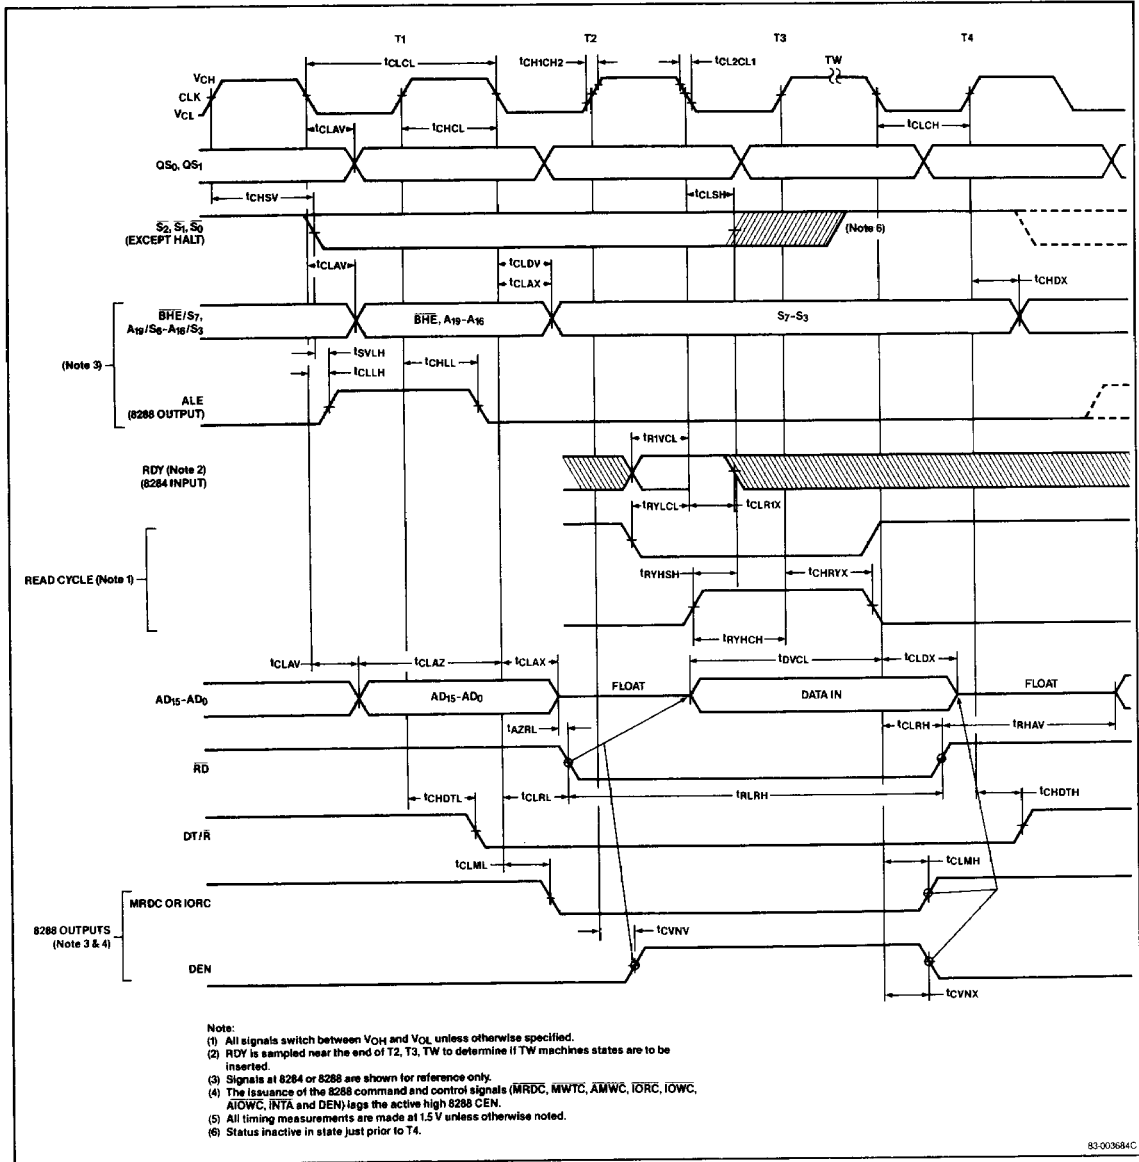 T1 T2 T3 T4
tCLCL tCH1CH2 tCL2CL1 TW
VCH
CLK
VCL
tCLAV tCHCL tCLCH
QS0, QS1
tCHSV tCLSH
S2, S1, S0
(EXCEPT HALT)
(Note 6)
tCLAV tCLDV
tCLAX tCHDX
BHE/S7,
A19/S6-A16/S3
BHE, A19-A16 S7-S3
(Note 3)
tSVLH
tCLLH
tCHLL
ALE
(8288 OUTPUT)
tR1VCL
RDY (Note 2)
(8284 INPUT)
tRYLCL tCLR1X
READ CYCLE (Note 1)
tRYHSH tCHRYX
tRYHCH
tCLAV tCLAZ tCLAX tDVCL tCLDX
AD15-AD0 AD15-AD0 FLOAT DATA IN FLOAT
tAZRL tCLRH tRHAV
RD
tCHDTL tCLRL tRLRH tCHDTH
DT/R
tCLML tCLMH
MRDC OR IORC
8288 OUTPUTS
(Note 3 & 4)
tCVNV
DEN
tCVNX
Note:
(1) All signals switch between VOH and VOL unless otherwise specified.
(2) RDY is sampled near the end of T2, T3, TW to determine if TW machines states are to be
inserted.
(3) Signals at 8284 or 8288 are shown for reference only.
(4) The issuance of the 8288 command and control signals (MRDC, MWTC, AMWC, IORC, IOWC,
AIOWC, INTA and DEN) lags the active high 8288 CEN.
(5) All timing measurements are made at 1.5 V unless otherwise noted.
(6) Status inactive in state just prior to T4.
83-003684C